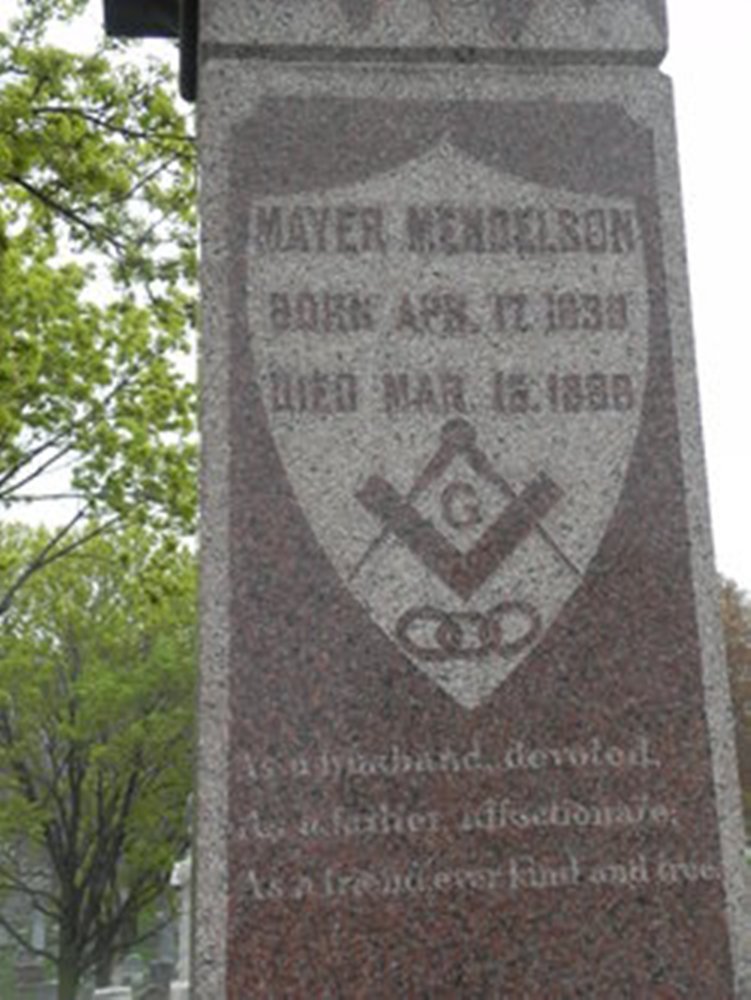 MAYER MENDELSON
BORN APR. 17. 1838
DIED MAR. 15. 1886
G
As a husband, devoted,
As a father, affectionate;
As a friend, ever kind and true.